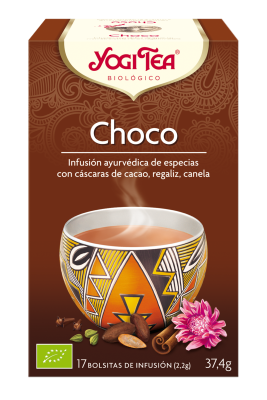 Choco
YOGI TEA
BIOLÓGICO
Choco
Infusión ayurvédica de especias
con cáscaras de cacao, regaliz, canela
17 BOLSITAS DE INFUSIÓN (2,2g) 37,4g